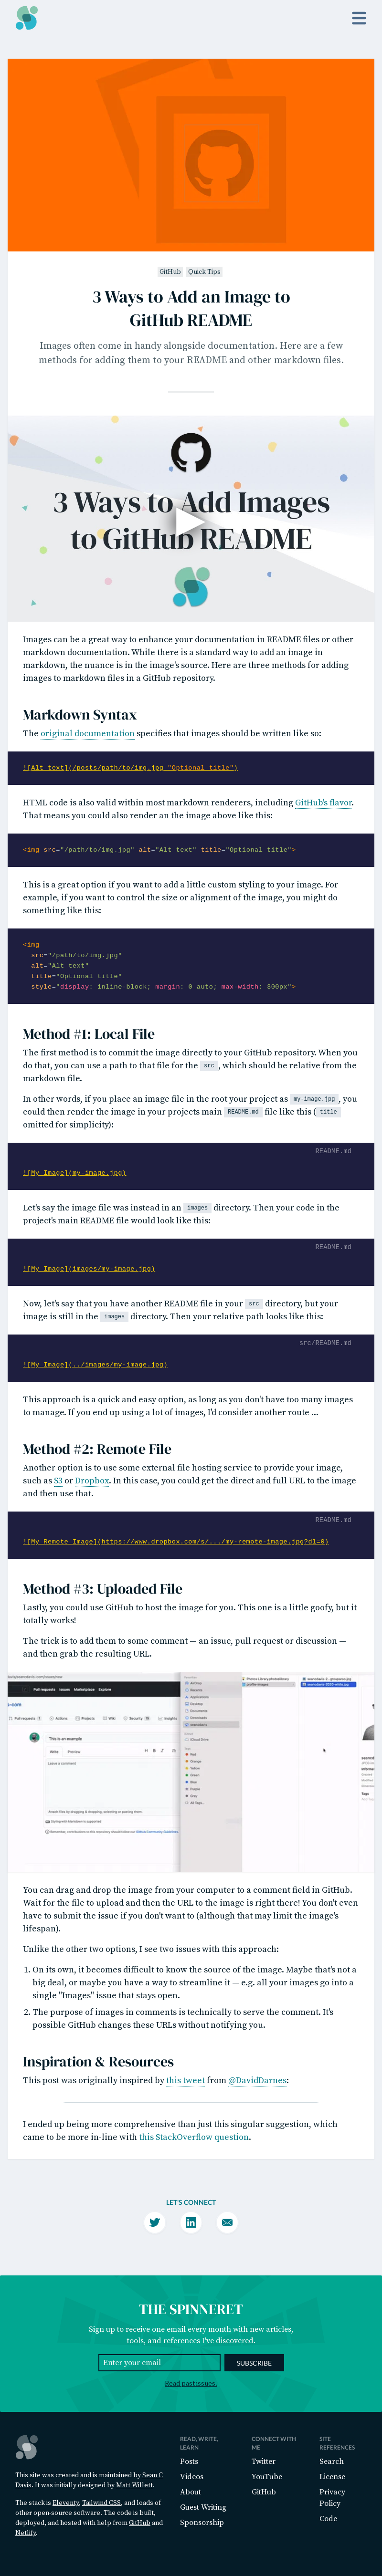 GitHub Quick Tips
3 Ways to Add an Image to
GitHub README
Images often come in handy alongside documentation. Here are a few
methods for adding them to your README and other markdown files.
3 Ways to Add Images
to GitHub README
Images can be a great way to enhance your documentation in README files or other
markdown documentation. While there is a standard way to add an image in
markdown, the nuance is in the image's source. Here are three methods for adding
images to markdown files in a GitHub repository.
Markdown Syntax
The original documentation specifies that images should be written like so:
![Alt text](/posts/path/to/img.jpg "Optional title")
HTML code is also valid within most markdown renderers, including GitHub's flavor.
That means you could also render the image above like this:
<img src="/path/to/img.jpg" alt="Alt text" title="Optional title">
This is a great option if you want to add a little custom styling to your image. For
example, if you want to control the size or alignment of the image, you might do
something like this:
<img
src="/path/to/img.jpg"
alt="Alt text"
title="Optional title"
style="display: inline-block; margin: 0 auto; max-width: 300px">
Method #1: Local File
The first method is to commit the image directly to your GitHub repository. When you
do that, you can use a path to that file for the src, which should be relative from the
markdown file.
In other words, if you place an image file in the root your project as my-image.jpg, you
could then render the image in your projects main README.md file like this (title
omitted for simplicity):
README.md
![My Image](my-image.jpg)
Let's say the image file was instead in an images directory. Then your code in the
project's main README file would look like this:
README.md
![My Image](images/my-image.jpg)
Now, let's say that you have another README file in your src directory, but your
image is still in the images directory. Then your relative path looks like this:
src/README.md
![My Image](../images/my-image.jpg)
This approach is a quick and easy option, as long as you don't have too many images
to manage. If you end up using a lot of images, I'd consider another route ...
Method #2: Remote File
Another option is to use some external file hosting service to provide your image,
such as S3 or Dropbox. In this case, you could get the direct and full URL to the image
and then use that.
README.md
![My Remote Image](https://www.dropbox.com/s/.../my-remote-image.jpg?dl=0)
Method #3: Uploaded File
Lastly, you could use GitHub to host the image for you. This one is a little goofy, but it
totally works!
The trick is to add them to some comment — an issue, pull request or discussion —
and then grab the resulting URL.
Pull requests Issues Marketplace Explore
Actions Projects Wiki Security Insights
This is an example
Write Preview
Leave a comment
You can drag and drop the image from your computer to a comment field in GitHub.
Wait for the file to upload and then the URL to the image is right there! You don't even
have to submit the issue if you don't want to (although that may limit the image's
lifespan).
Unlike the other two options, I see two issues with this approach:
1. On its own, it becomes difficult to know the source of the image. Maybe that's not a
big deal, or maybe you have a way to streamline it — e.g. all your images go into a
single "Images" issue that stays open.
2. The purpose of images in comments is technically to serve the comment. It's
possible GitHub changes these URLs without notifying you.
Inspiration & Resources
This post was originally inspired by this tweet from @DavidDarnes:
I ended up being more comprehensive than just this singular suggestion, which
came to be more in-line with this StackOverflow question.
LET'S CONNECT
THE SPINNERET
Sign up to receive one email every month with new articles,
tools, and references I've discovered.
Enter your email SUBSCRIBE
Read past issues.
This site was created and is maintained by Sean C
Davis. It was initially designed by Matt Willett.
The stack is Eleventy, Tailwind CSS, and loads of
other open-source software. The code is built,
deployed, and hosted with help from GitHub and
Netlify.
READ, WRITE,
LEARN
Posts
Videos
About
Guest Writing
Sponsorship
CONNECT WITH
ME
Twitter
YouTube
GitHub
SITE
REFERENCES
Search
License
Privacy
Policy
Code